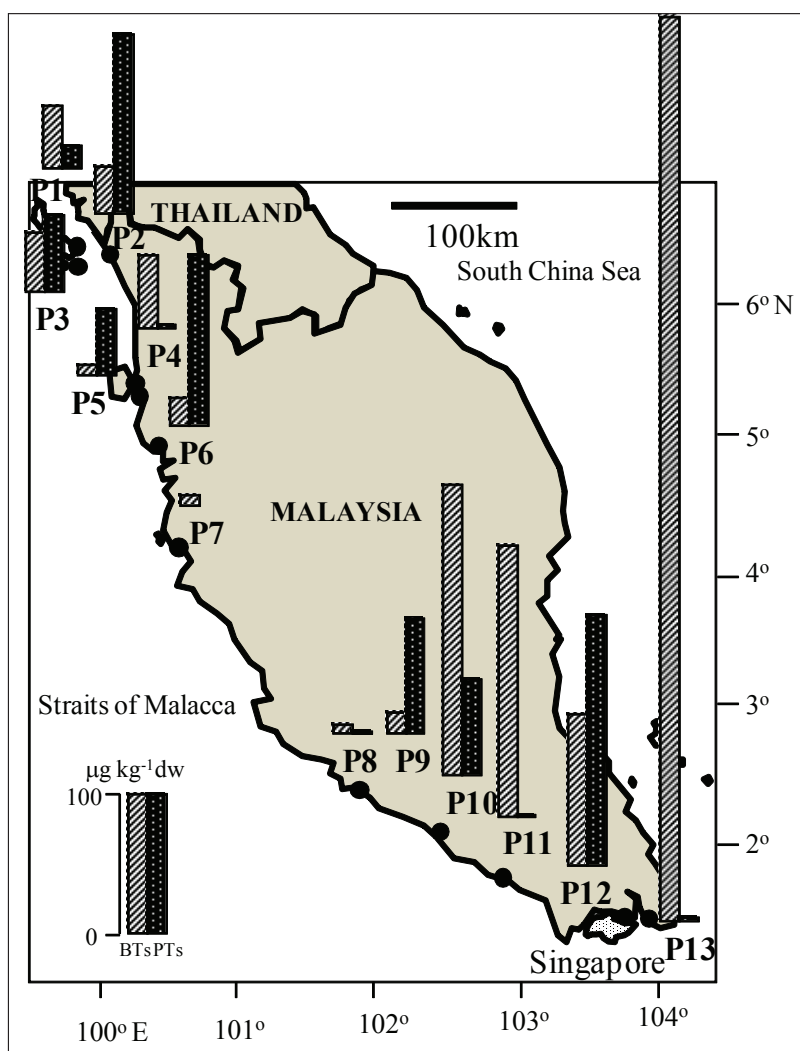 P1
THAILAND
P2
100km
South China Sea
6° N
P3
P4
P5
5°
P6
MALAYSIA
P7
4°
Straits of Malacca
3°
P8
P9
µg kg⁻¹dw
100
P10
P11
2°
P12
0
BTs PTs
Singapore
P13
100° E
101°
102°
103°
104°